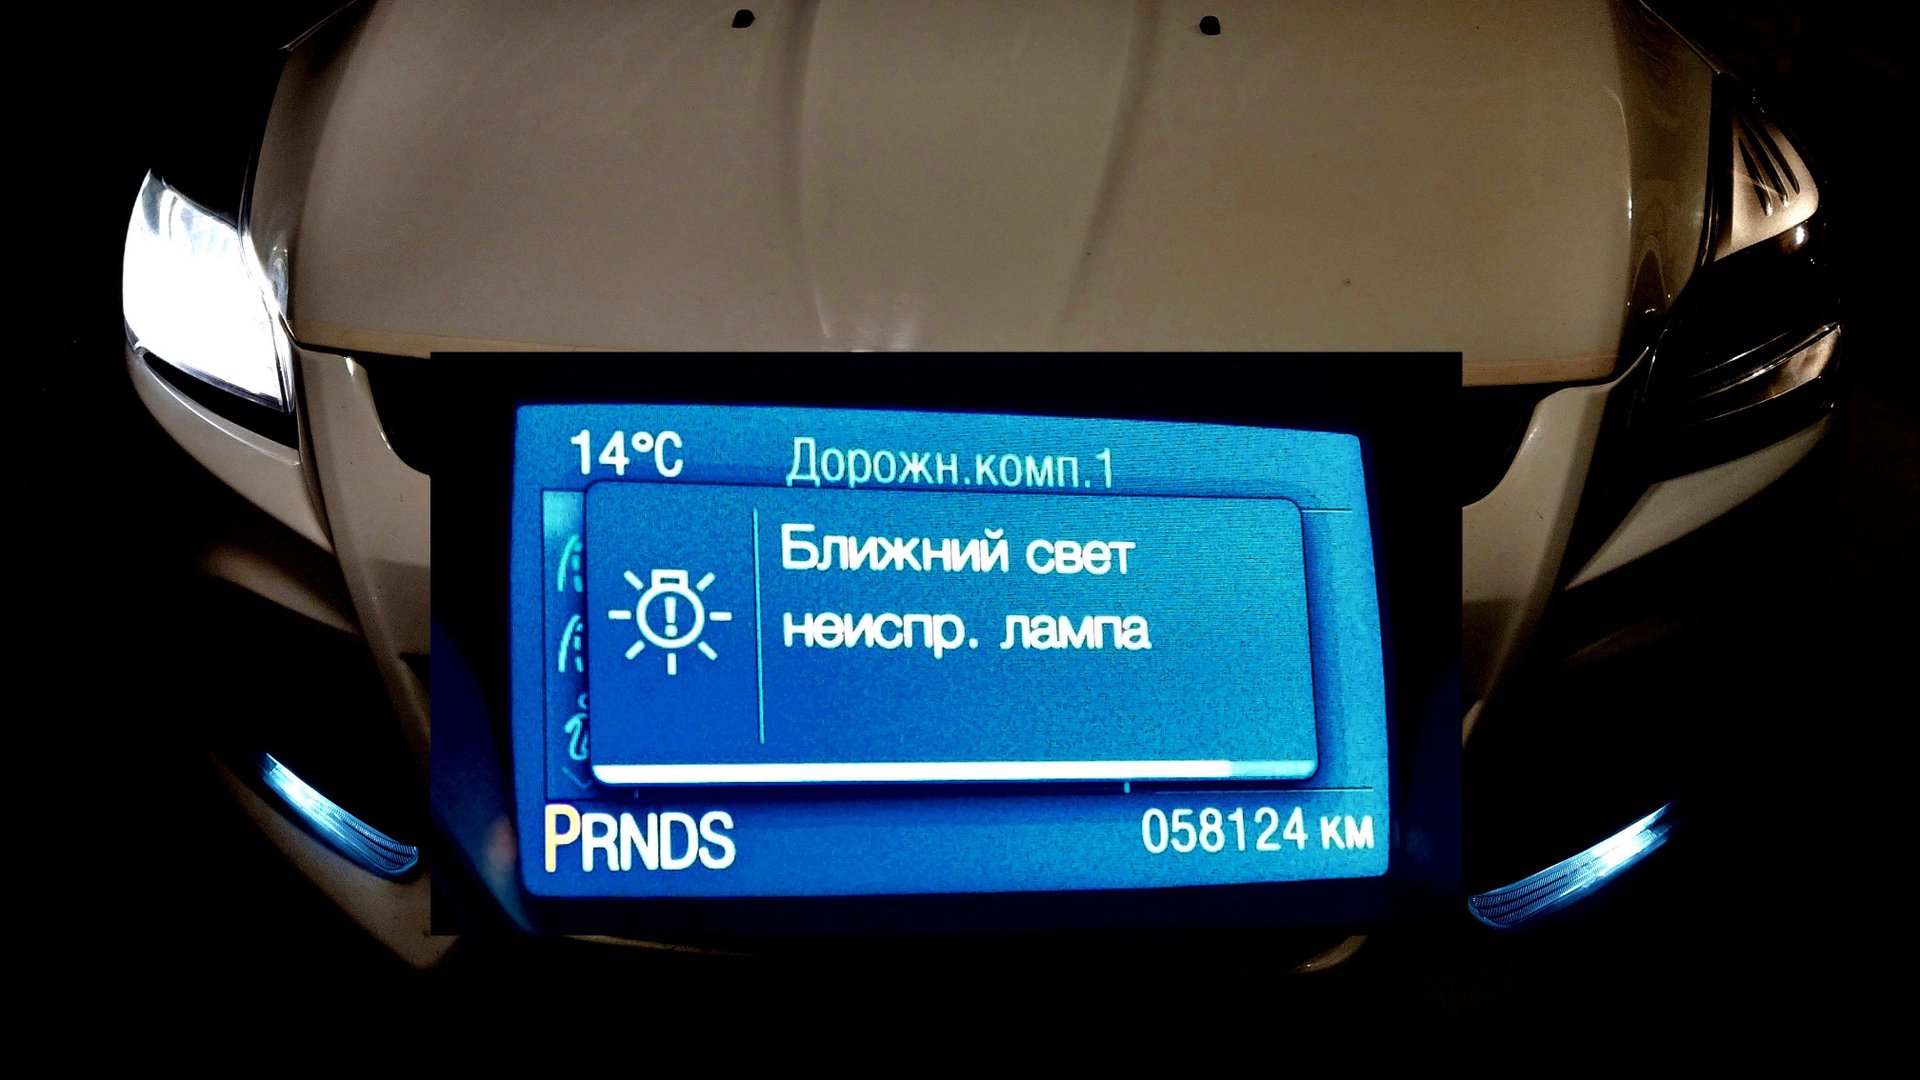 14°C
Дорожн.комп.1
Ближний свет
неиспр. лампа
PRNDS
058124 км